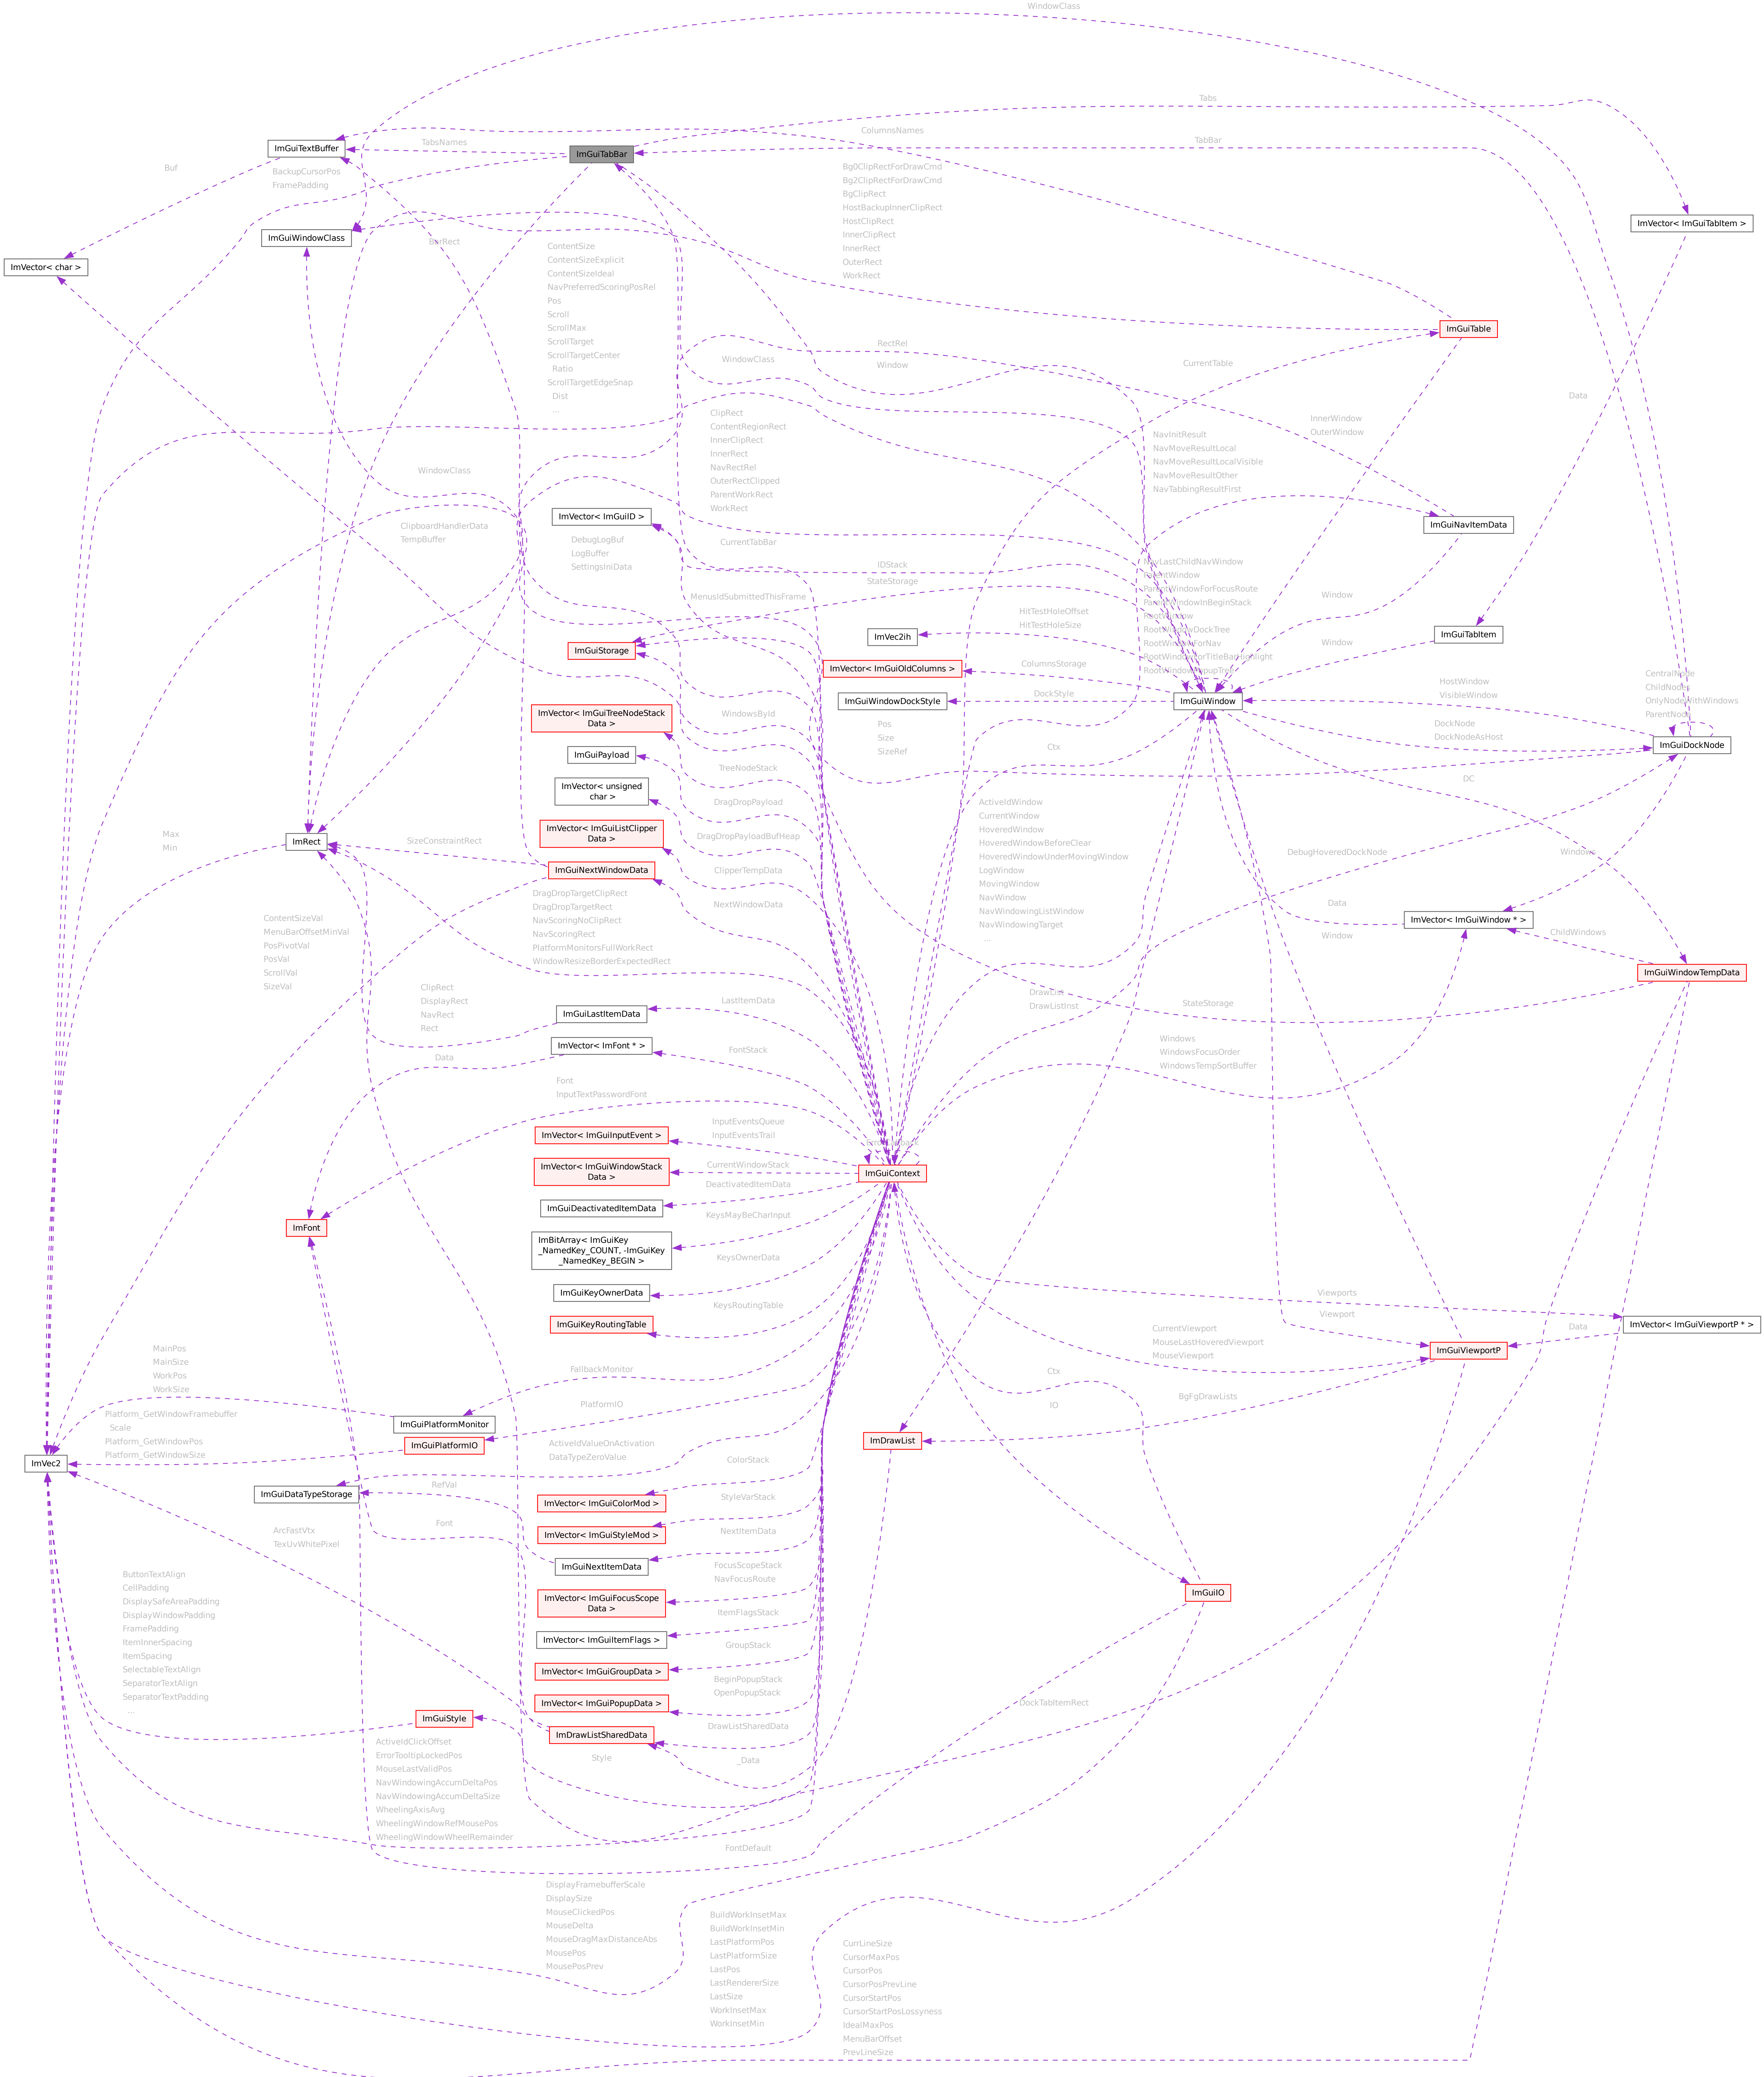 WindowClass
Tabs
ColumnsNames
TabBar
TabsNames
ImGuiTextBuffer
ImGuiTabBar
Buf
BackupCursorPos
FramePadding
Bg0ClipRectForDrawCmd
Bg2ClipRectForDrawCmd
BgClipRect
HostBackupInnerClipRect
HostClipRect
InnerClipRect
InnerRect
OuterRect
WorkRect
ImVector< ImGuiTabItem >
ImGuiWindowClass
BarRect
ImVector< char >
ContentSize
ContentSizeExplicit
ContentSizeIdeal
NavPreferredScoringPosRel
Pos
Scroll
ScrollMax
ScrollTarget
ScrollTargetCenter
Ratio
ScrollTargetEdgeSnap
Dist
...
ImGuiTable
RectRel
Window
WindowClass
CurrentTable
Data
ClipRect
ContentRegionRect
InnerClipRect
InnerRect
NavRectRel
OuterRectClipped
ParentWorkRect
WorkRect
InnerWindow
OuterWindow
NavInitResult
NavMoveResultLocal
NavMoveResultLocalVisible
NavMoveResultOther
NavTabbingResultFirst
WindowClass
ClipboardHandlerData
TempBuffer
ImVector< ImGuiID >
ImGuiNavItemData
DebugLogBuf
LogBuffer
SettingsIniData
CurrentTabBar
IDStack
StateStorage
MenusIdSubmittedThisFrame
NavLastChildNavWindow
ParentWindow
ParentWindowForFocusRoute
ParentWindowInBeginStack
RootWindow
RootWindowDockTree
RootWindowForNav
RootWindowForTitleBarHighlight
RootWindowPopupTree
HitTestHoleOffset
HitTestHoleSize
Window
ImVec2ih
ImGuiTabItem
ImGuiStorage
Window
ImVector< ImGuiOldColumns >
ColumnsStorage
ImGuiWindowDockStyle
DockStyle
ImGuiWindow
HostWindow
VisibleWindow
CentralNode
ChildNodes
OnlyNodeWithWindows
ParentNode
ImVector< ImGuiTreeNodeStack
Data >
WindowsById
Pos
Size
SizeRef
DockNode
DockNodeAsHost
ImGuiDockNode
ImGuiPayload
Ctx
TreeNodeStack
DC
ImVector< unsigned
char >
DragDropPayload
ActiveIdWindow
CurrentWindow
HoveredWindow
HoveredWindowBeforeClear
HoveredWindowUnderMovingWindow
LogWindow
MovingWindow
NavWindow
NavWindowingListWindow
NavWindowingTarget
...
ImVector< ImGuiListClipper
Data >
DragDropPayloadBufHeap
Max
Min
ImRect
SizeConstraintRect
DebugHoveredDockNode
Windows
ImGuiNextWindowData
ClipperTempData
NextWindowData
DragDropTargetClipRect
DragDropTargetRect
NavScoringNoClipRect
NavScoringRect
PlatformMonitorsFullWorkRect
WindowResizeBorderExpectedRect
ContentSizeVal
MenuBarOffsetMinVal
PosPivotVal
PosVal
ScrollVal
SizeVal
Data
Window
ImVector< ImGuiWindow * >
ChildWindows
ImGuiWindowTempData
ClipRect
DisplayRect
NavRect
Rect
ImGuiLastItemData
LastItemData
DrawList
DrawListInst
StateStorage
ImVector< ImFont * >
FontStack
Data
Windows
WindowsFocusOrder
WindowsTempSortBuffer
Font
InputTextPasswordFont
ImVector< ImGuiInputEvent >
InputEventsQueue
InputEventsTrail
ImVector< ImGuiWindowStack
Data >
CurrentWindowStack
ImGuiContext
DeactivatedItemData
ImGuiDeactivatedItemData
KeysMayBeCharInput
ImFont
ImBitArray< ImGuiKey
_NamedKey_COUNT, -ImGuiKey
_NamedKey_BEGIN >
KeysOwnerData
ImGuiKeyOwnerData
KeysRoutingTable
ImGuiKeyRoutingTable
Viewports
Viewport
ImVector< ImGuiViewportP * >
Data
CurrentViewport
MouseLastHoveredViewport
MouseViewport
ImGuiViewportP
MainPos
MainSize
WorkPos
WorkSize
FallbackMonitor
Ctx
BgFgDrawLists
PlatformIO
IO
Platform_GetWindowFramebuffer
Scale
Platform_GetWindowPos
Platform_GetWindowSize
ImGuiPlatformMonitor
ImGuiPlatformIO
ImDrawList
ImVec2
ActiveIdValueOnActivation
DataTypeZeroValue
ColorStack
ImGuiDataTypeStorage
RefVal
ImVector< ImGuiColorMod >
StyleVarStack
ArcFastVtx
TexUvWhitePixel
Font
ImVector< ImGuiStyleMod >
NextItemData
ImGuiNextItemData
FocusScopeStack
NavFocusRoute
ImGuiIO
ButtonTextAlign
CellPadding
DisplaySafeAreaPadding
DisplayWindowPadding
FramePadding
ItemInnerSpacing
ItemSpacing
SelectableTextAlign
SeparatorTextAlign
SeparatorTextPadding
...
ImVector< ImGuiFocusScope
Data >
ItemFlagsStack
ImVector< ImGuiItemFlags >
GroupStack
ImVector< ImGuiGroupData >
BeginPopupStack
OpenPopupStack
ImVector< ImGuiPopupData >
DockTabItemRect
ImGuiStyle
DrawListSharedData
ImDrawListSharedData
Style
_Data
ActiveIdClickOffset
ErrorTooltipLockedPos
MouseLastValidPos
NavWindowingAccumDeltaPos
NavWindowingAccumDeltaSize
WheelingAxisAvg
WheelingWindowRefMousePos
WheelingWindowWheelRemainder
FontDefault
DisplayFramebufferScale
DisplaySize
MouseClickedPos
MouseDelta
MouseDragMaxDistanceAbs
MousePos
MousePosPrev
BuildWorkInsetMax
BuildWorkInsetMin
LastPlatformPos
LastPlatformSize
LastPos
LastRendererSize
LastSize
WorkInsetMax
WorkInsetMin
CurrLineSize
CursorMaxPos
CursorPos
CursorPosPrevLine
CursorStartPos
CursorStartPosLossyness
IdealMaxPos
MenuBarOffset
PrevLineSize